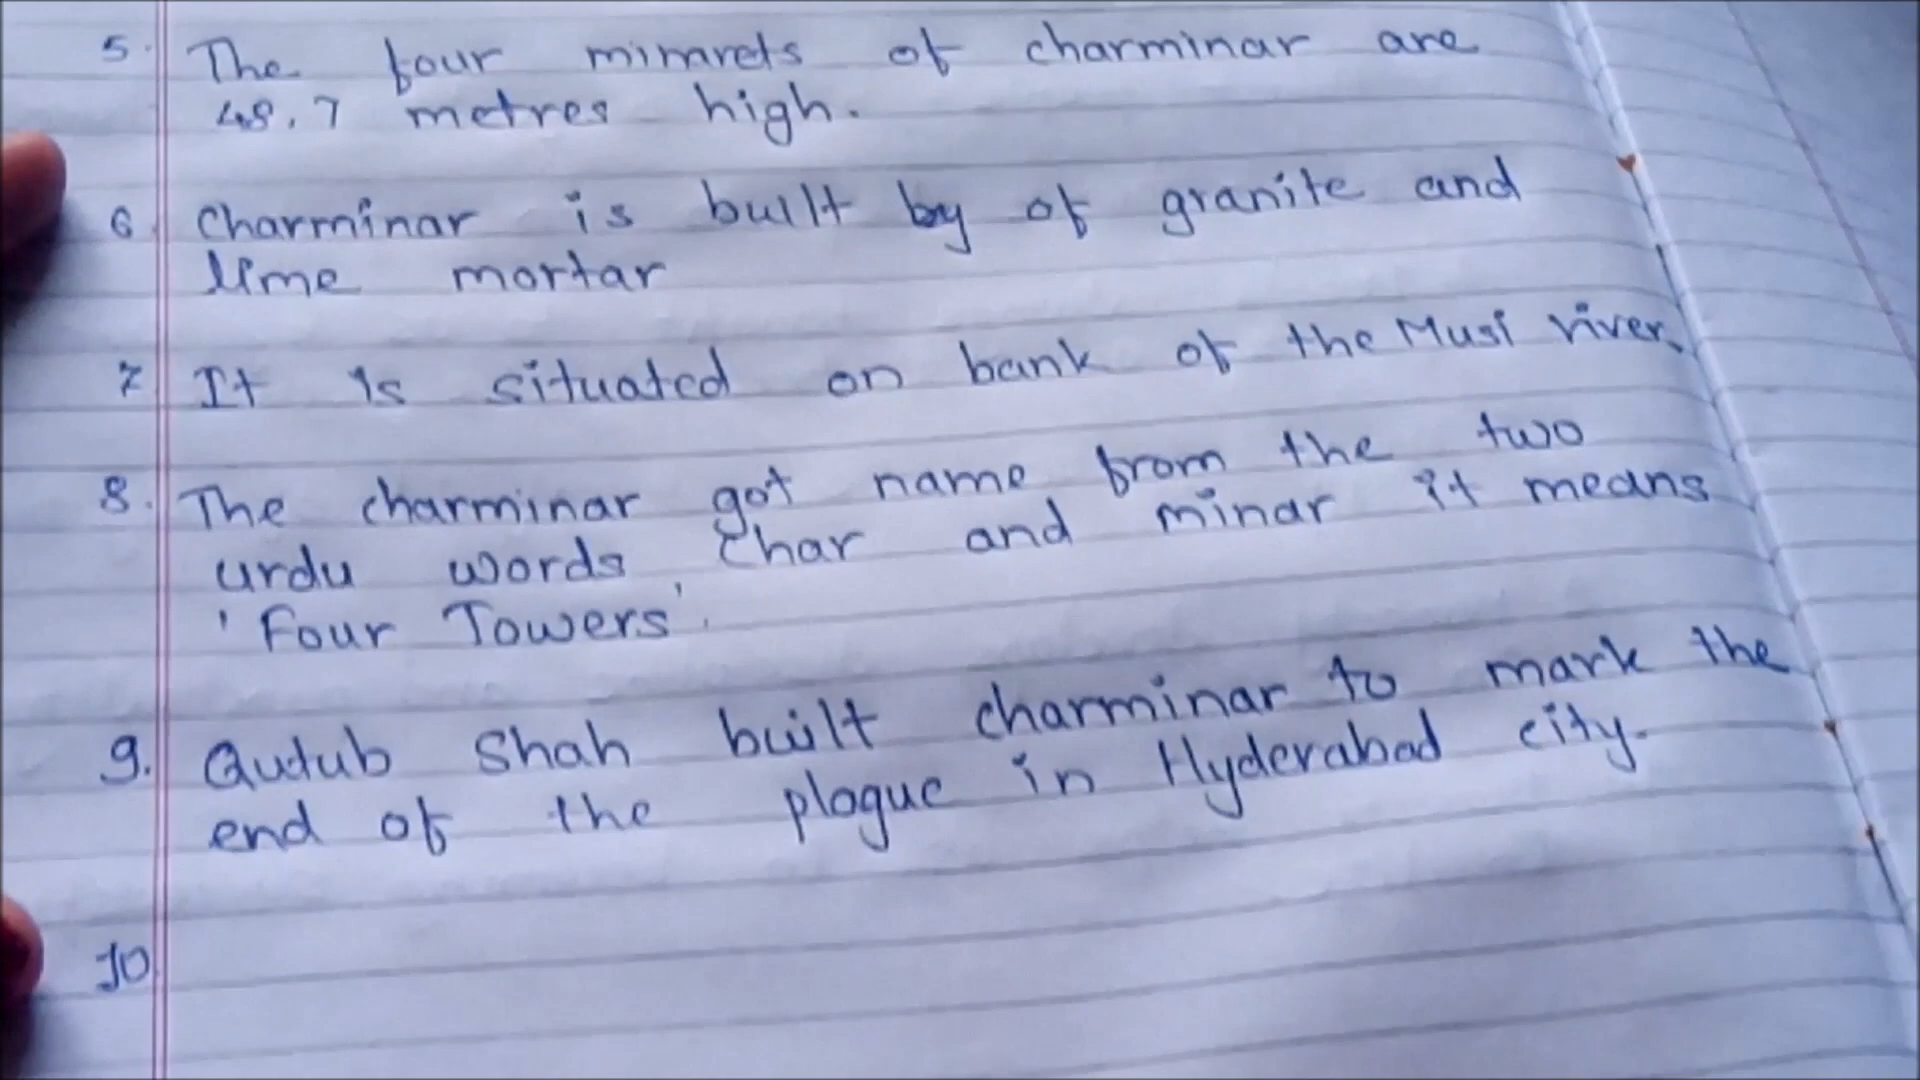 5. The four minarets of charminar are
48.7 metres high.
6 Charminar is built by of granite and
lime mortar
7. It is situated on bank of the Musi river.
8. The charminar got name from the two
urdu words, Char and minar it means
'Four Towers'.
9. Qutub Shah built charminar to mark the
end of the plague in Hyderabad city.
10